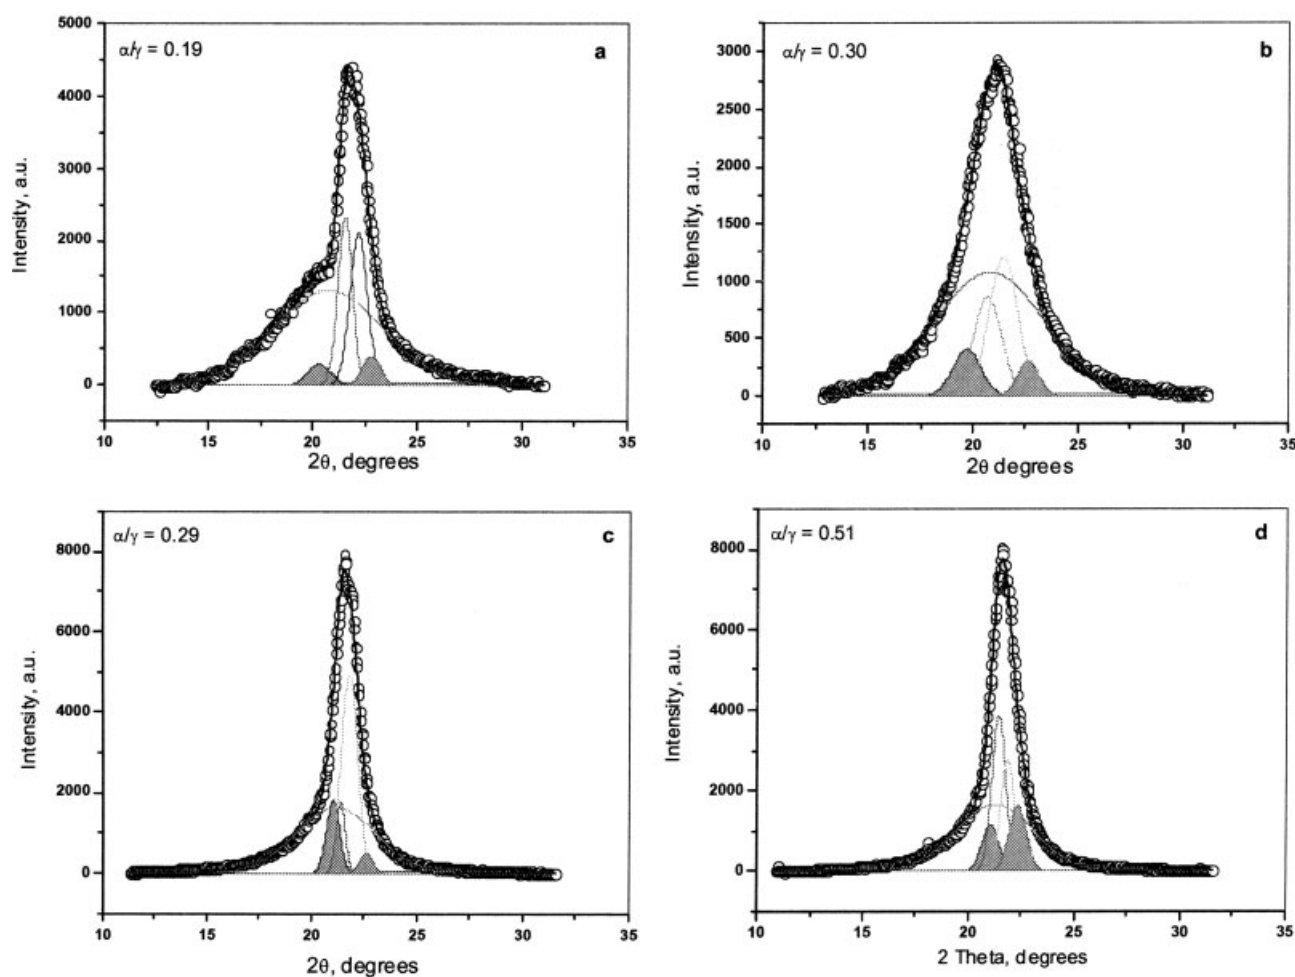 5000
α/γ = 0.19
a
4000
3000
2000
1000
0
Intensity, a.u.
10 15 20 25 30 35
2θ, degrees
3000
α/γ = 0.30
b
2500
2000
1500
1000
500
0
Intensity, a.u.
10 15 20 25 30 35
2θ degrees
α/γ = 0.29
c
8000
6000
4000
2000
0
Intensity, a.u.
10 15 20 25 30 35
2θ, degrees
α/γ = 0.51
d
8000
6000
4000
2000
0
Intensity, a.u.
10 15 20 25 30 35
2 Theta, degrees